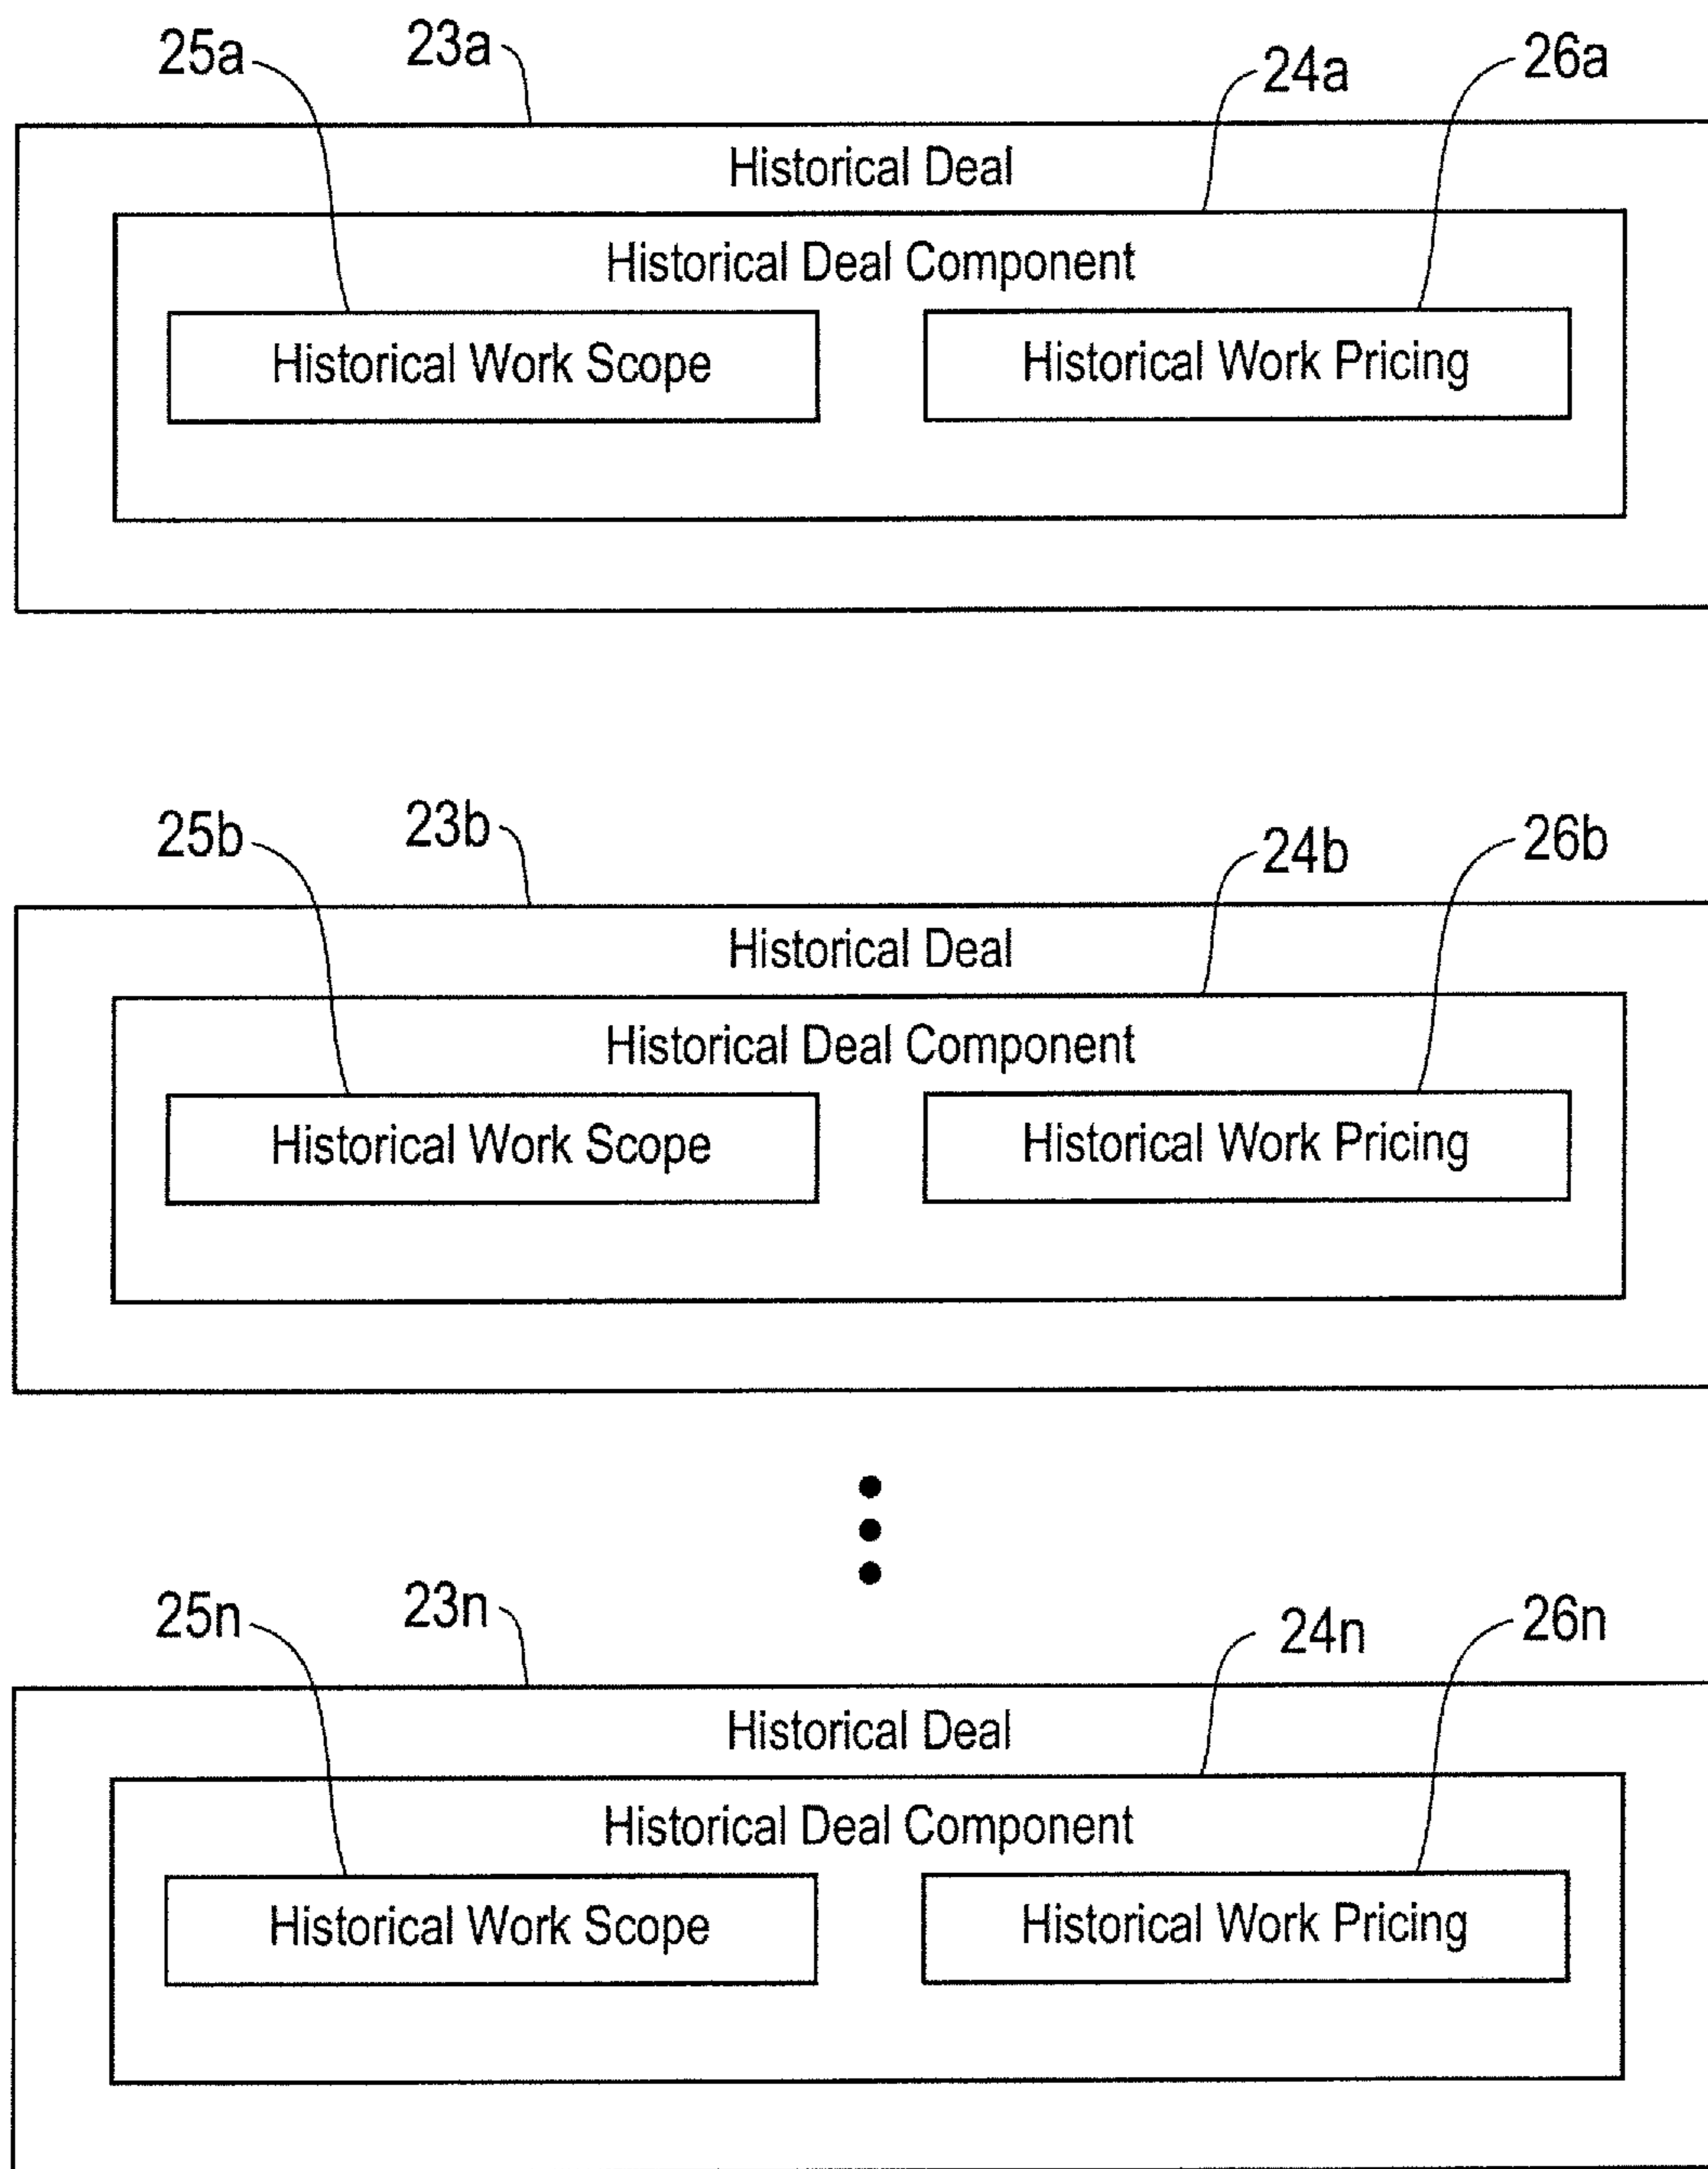 25a 23a 24a 26a
Historical Deal
Historical Deal Component
Historical Work Scope Historical Work Pricing
25b 23b 24b 26b
Historical Deal
Historical Deal Component
Historical Work Scope Historical Work Pricing
25n 23n 24n 26n
Historical Deal
Historical Deal Component
Historical Work Scope Historical Work Pricing